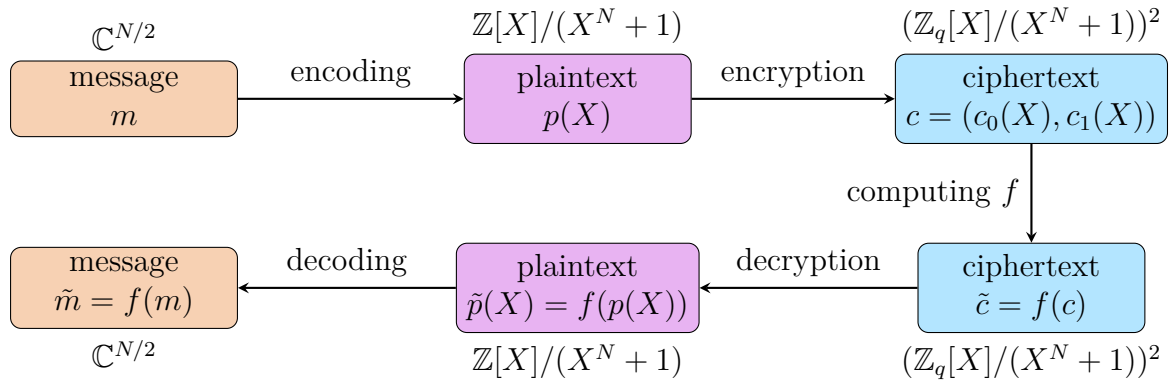 ℂ^{N/2}
ℤ[X]/(X^N + 1)
(ℤ_q[X]/(X^N + 1))^2
message
m
encoding
plaintext
p(X)
encryption
ciphertext
c = (c_0(X), c_1(X))
computing f
message
m̃ = f(m)
decoding
plaintext
p̃(X) = f(p(X))
decryption
ciphertext
c̃ = f(c)
ℂ^{N/2}
ℤ[X]/(X^N + 1)
(ℤ_q[X]/(X^N + 1))^2